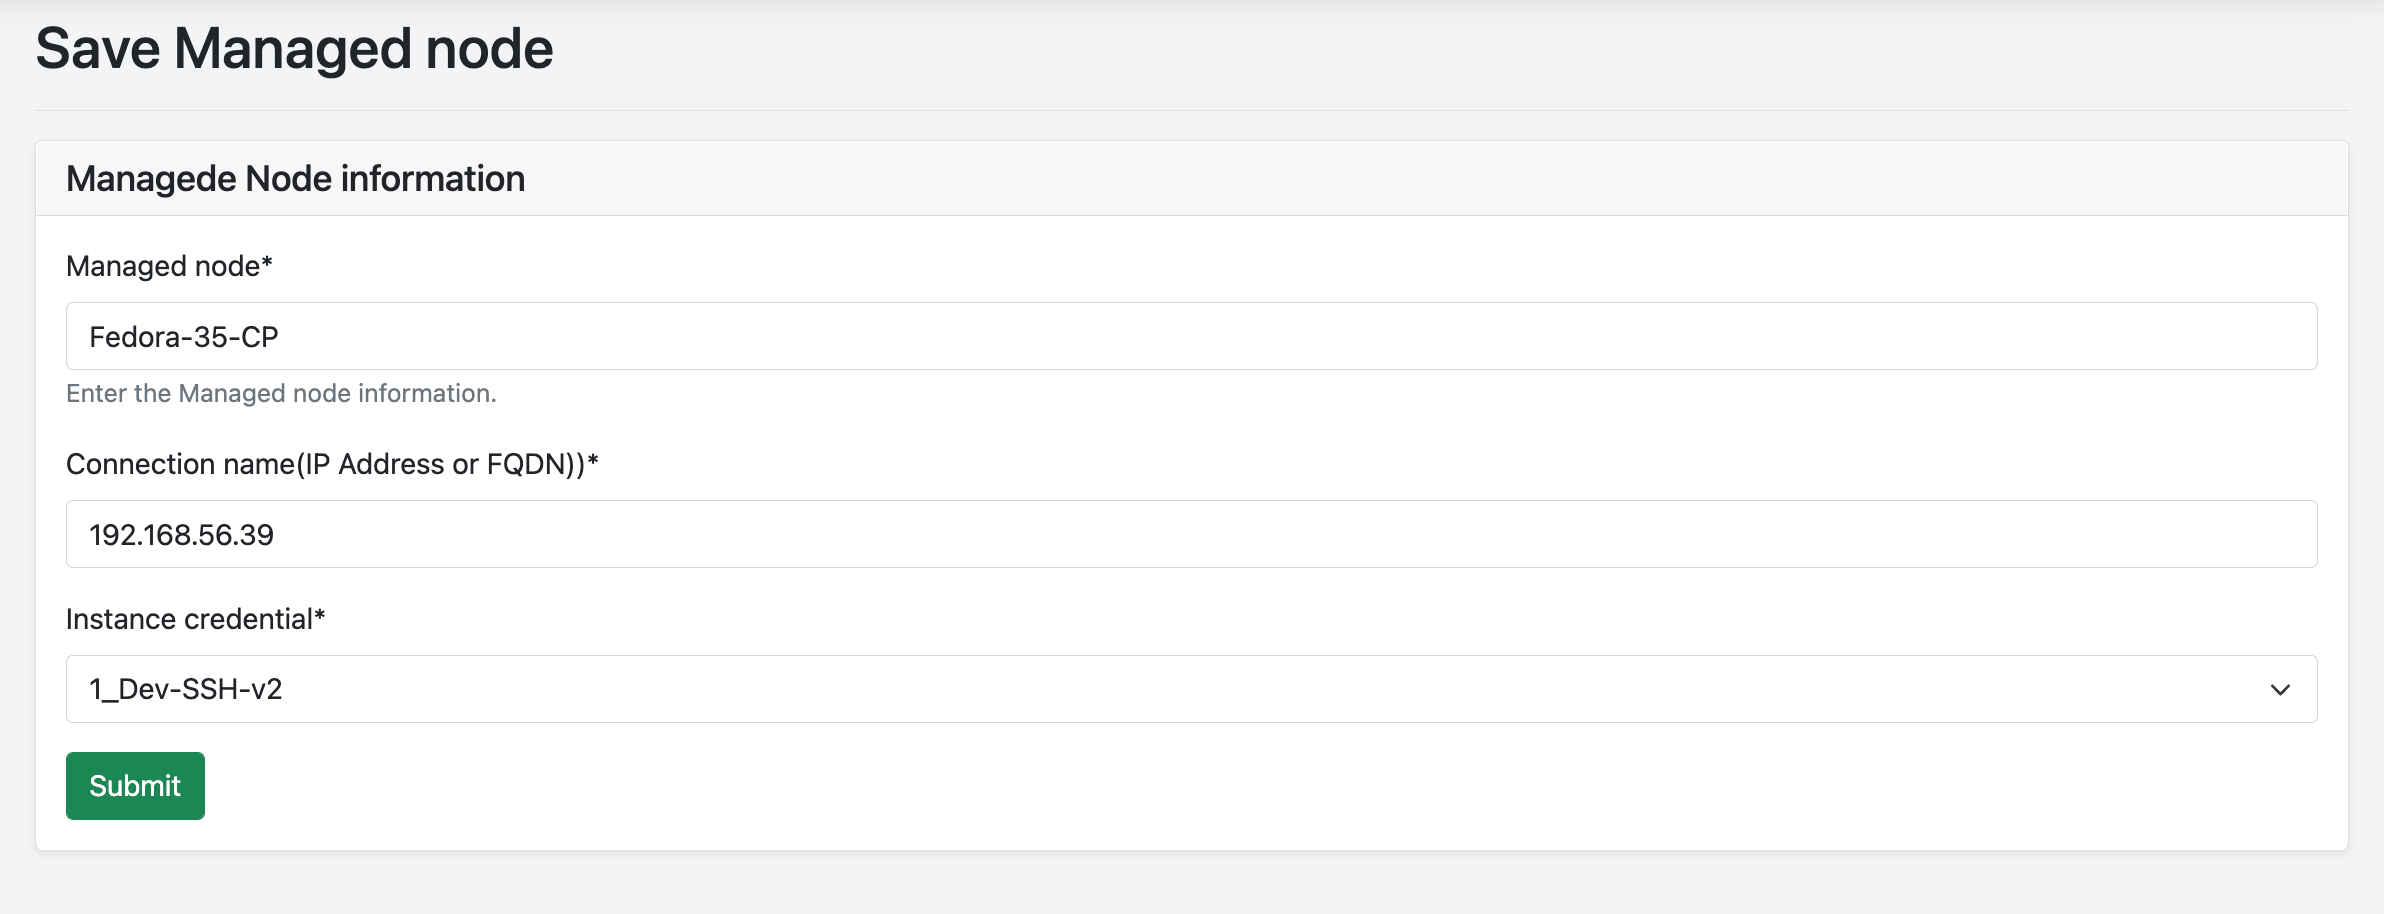 Save Managed node
Managede Node information
Managed node*
Fedora-35-CP
Enter the Managed node information.
Connection name(IP Address or FQDN))*
192.168.56.39
Instance credential*
1_Dev-SSH-v2
Submit